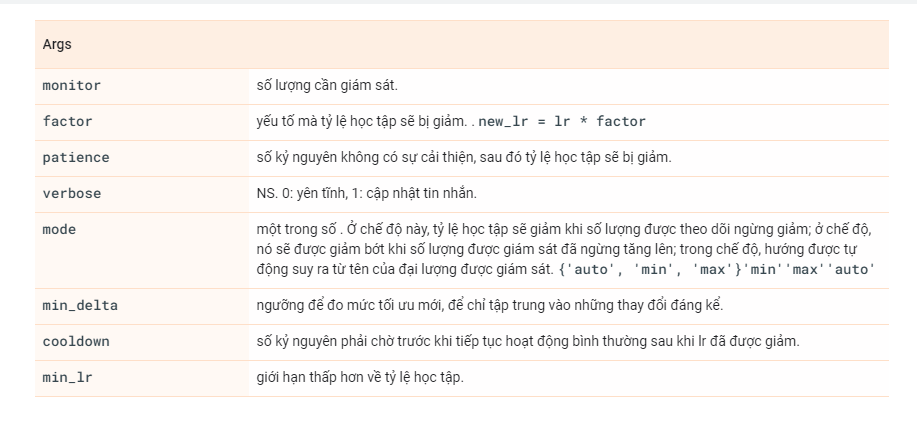 Args
monitor số lượng cần giám sát.
factor yếu tố mà tỷ lệ học tập sẽ bị giảm. . new_lr = lr * factor
patience số kỷ nguyên không có sự cải thiện, sau đó tỷ lệ học tập sẽ bị giảm.
verbose NS. 0: yên tĩnh, 1: cập nhật tin nhắn.
mode một trong số . Ở chế độ này, tỷ lệ học tập sẽ giảm khi số lượng được theo dõi ngừng giảm; ở chế độ,
nó sẽ được giảm bớt khi số lượng được giám sát đã ngừng tăng lên; trong chế độ, hướng được tự
động suy ra từ tên của đại lượng được giám sát. {'auto', 'min', 'max'}'min''max''auto'
min_delta ngưỡng để đo mức tối ưu mới, để chỉ tập trung vào những thay đổi đáng kể.
cooldown số kỷ nguyên phải chờ trước khi tiếp tục hoạt động bình thường sau khi lr đã được giảm.
min_lr giới hạn thấp hơn về tỷ lệ học tập.